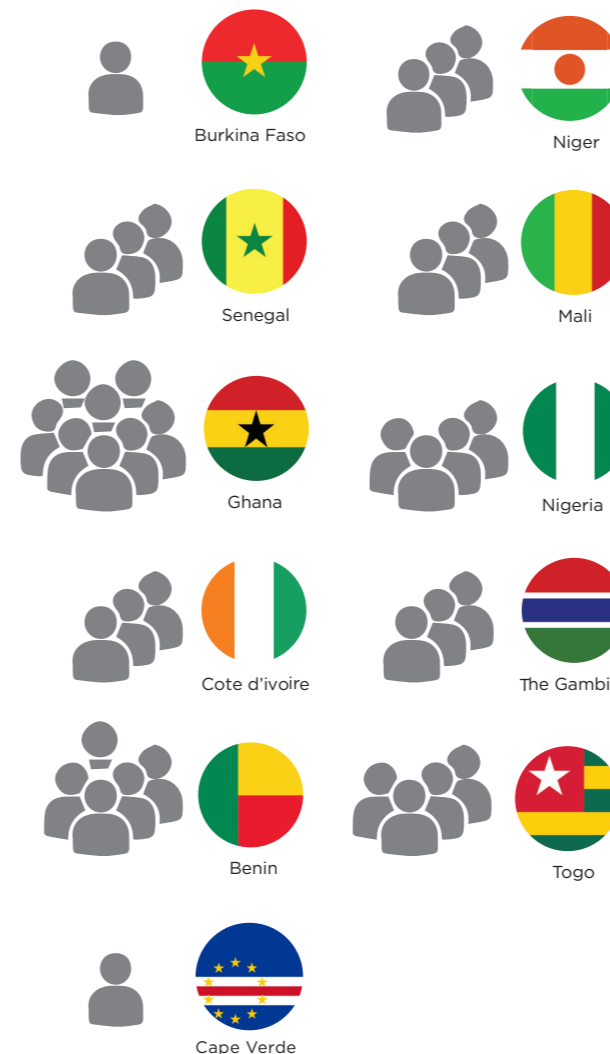 Burkina Faso
Niger
Senegal
Mali
Ghana
Nigeria
Cote d'ivoire
The Gambi
Benin
Togo
Cape Verde